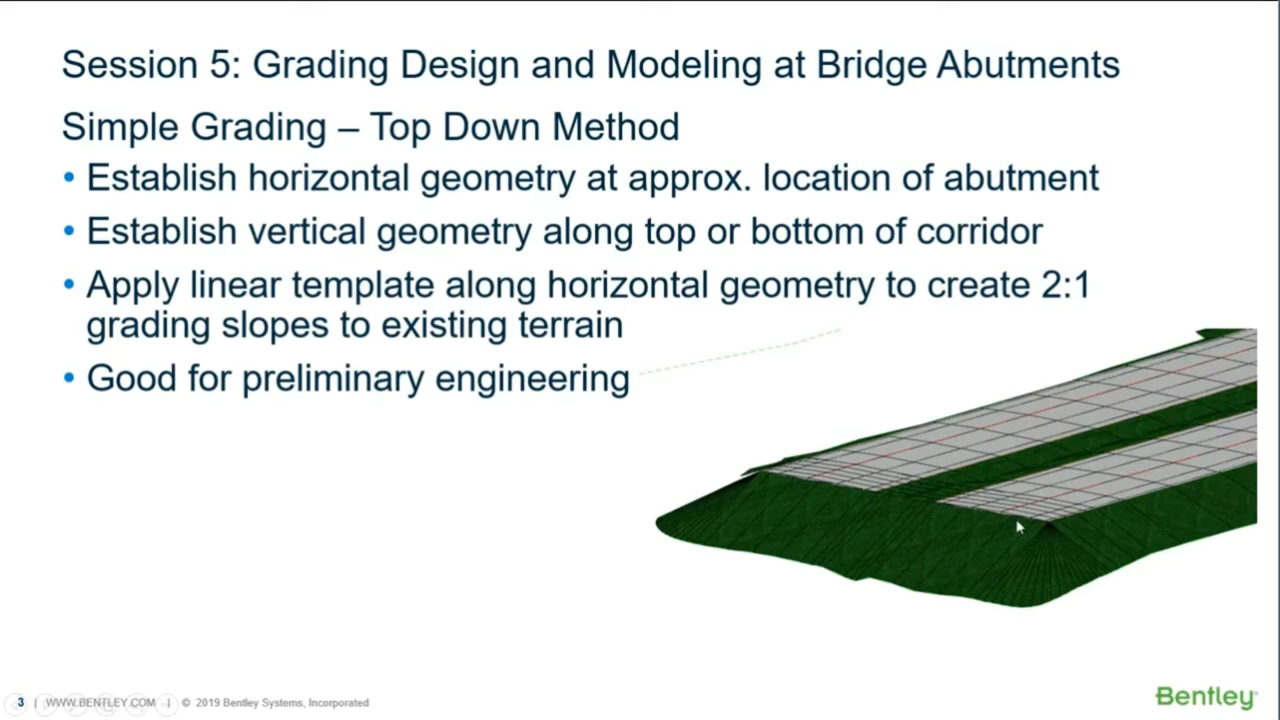 Session 5: Grading Design and Modeling at Bridge Abutments
Simple Grading – Top Down Method
• Establish horizontal geometry at approx. location of abutment
• Establish vertical geometry along top or bottom of corridor
• Apply linear template along horizontal geometry to create 2:1
grading slopes to existing terrain
• Good for preliminary engineering
3 | WWW.BENTLEY.COM | © 2019 Bentley Systems, Incorporated
Bentley